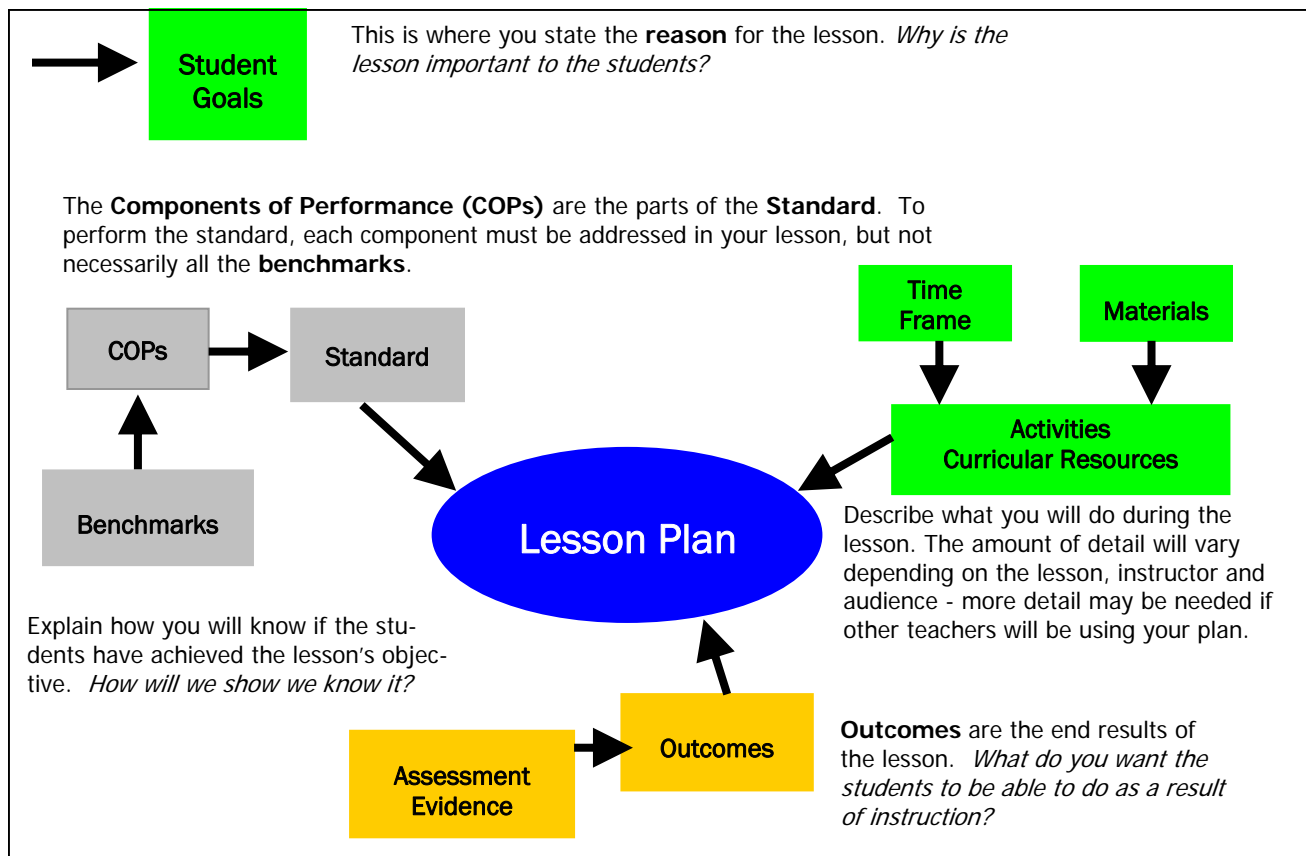 This is where you state the reason for the lesson. Why is the
lesson important to the students?
Student
Goals
The Components of Performance (COPs) are the parts of the Standard. To
perform the standard, each component must be addressed in your lesson, but not
necessarily all the benchmarks.
Time
Frame
Materials
COPs
Standard
Activities
Curricular Resources
Benchmarks
Lesson Plan
Describe what you will do during the
lesson. The amount of detail will vary
depending on the lesson, instructor and
audience - more detail may be needed if
other teachers will be using your plan.
Explain how you will know if the stu-
dents have achieved the lesson's objec-
tive. How will we show we know it?
Assessment
Evidence
Outcomes
Outcomes are the end results of
the lesson. What do you want the
students to be able to do as a result
of instruction?